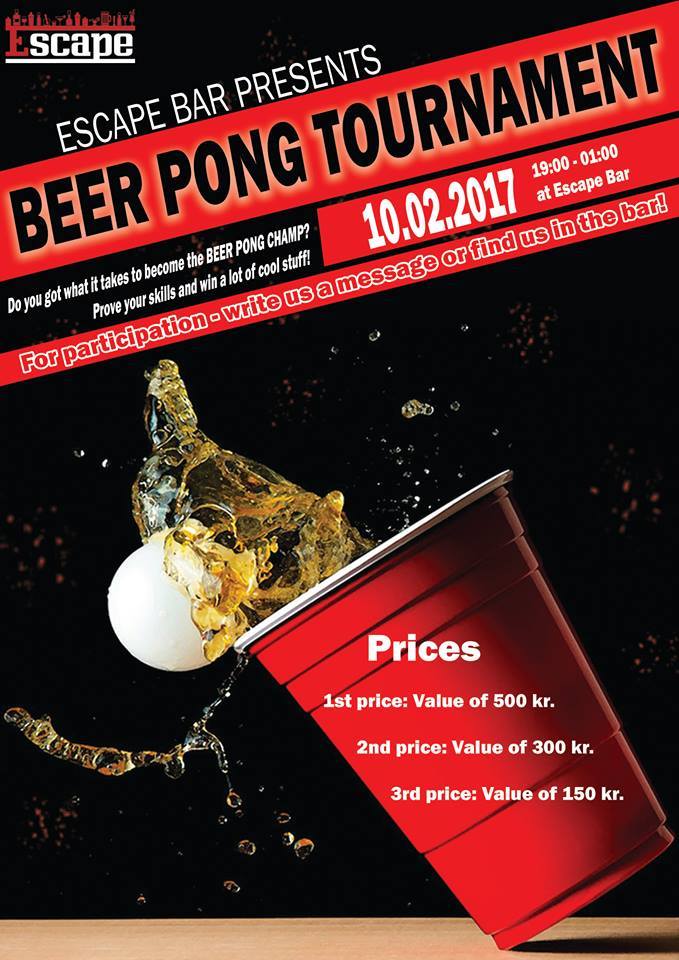 Escape
ESCAPE BAR PRESENTS
BEER PONG TOURNAMENT
10.02.2017
19:00 - 01:00
at Escape Bar
Do you got what it takes to become the BEER PONG CHAMP?
Prove your skills and win a lot of cool stuff!
For participation - write us a message or find us in the bar!
Prices
1st price: Value of 500 kr.
2nd price: Value of 300 kr.
3rd price: Value of 150 kr.